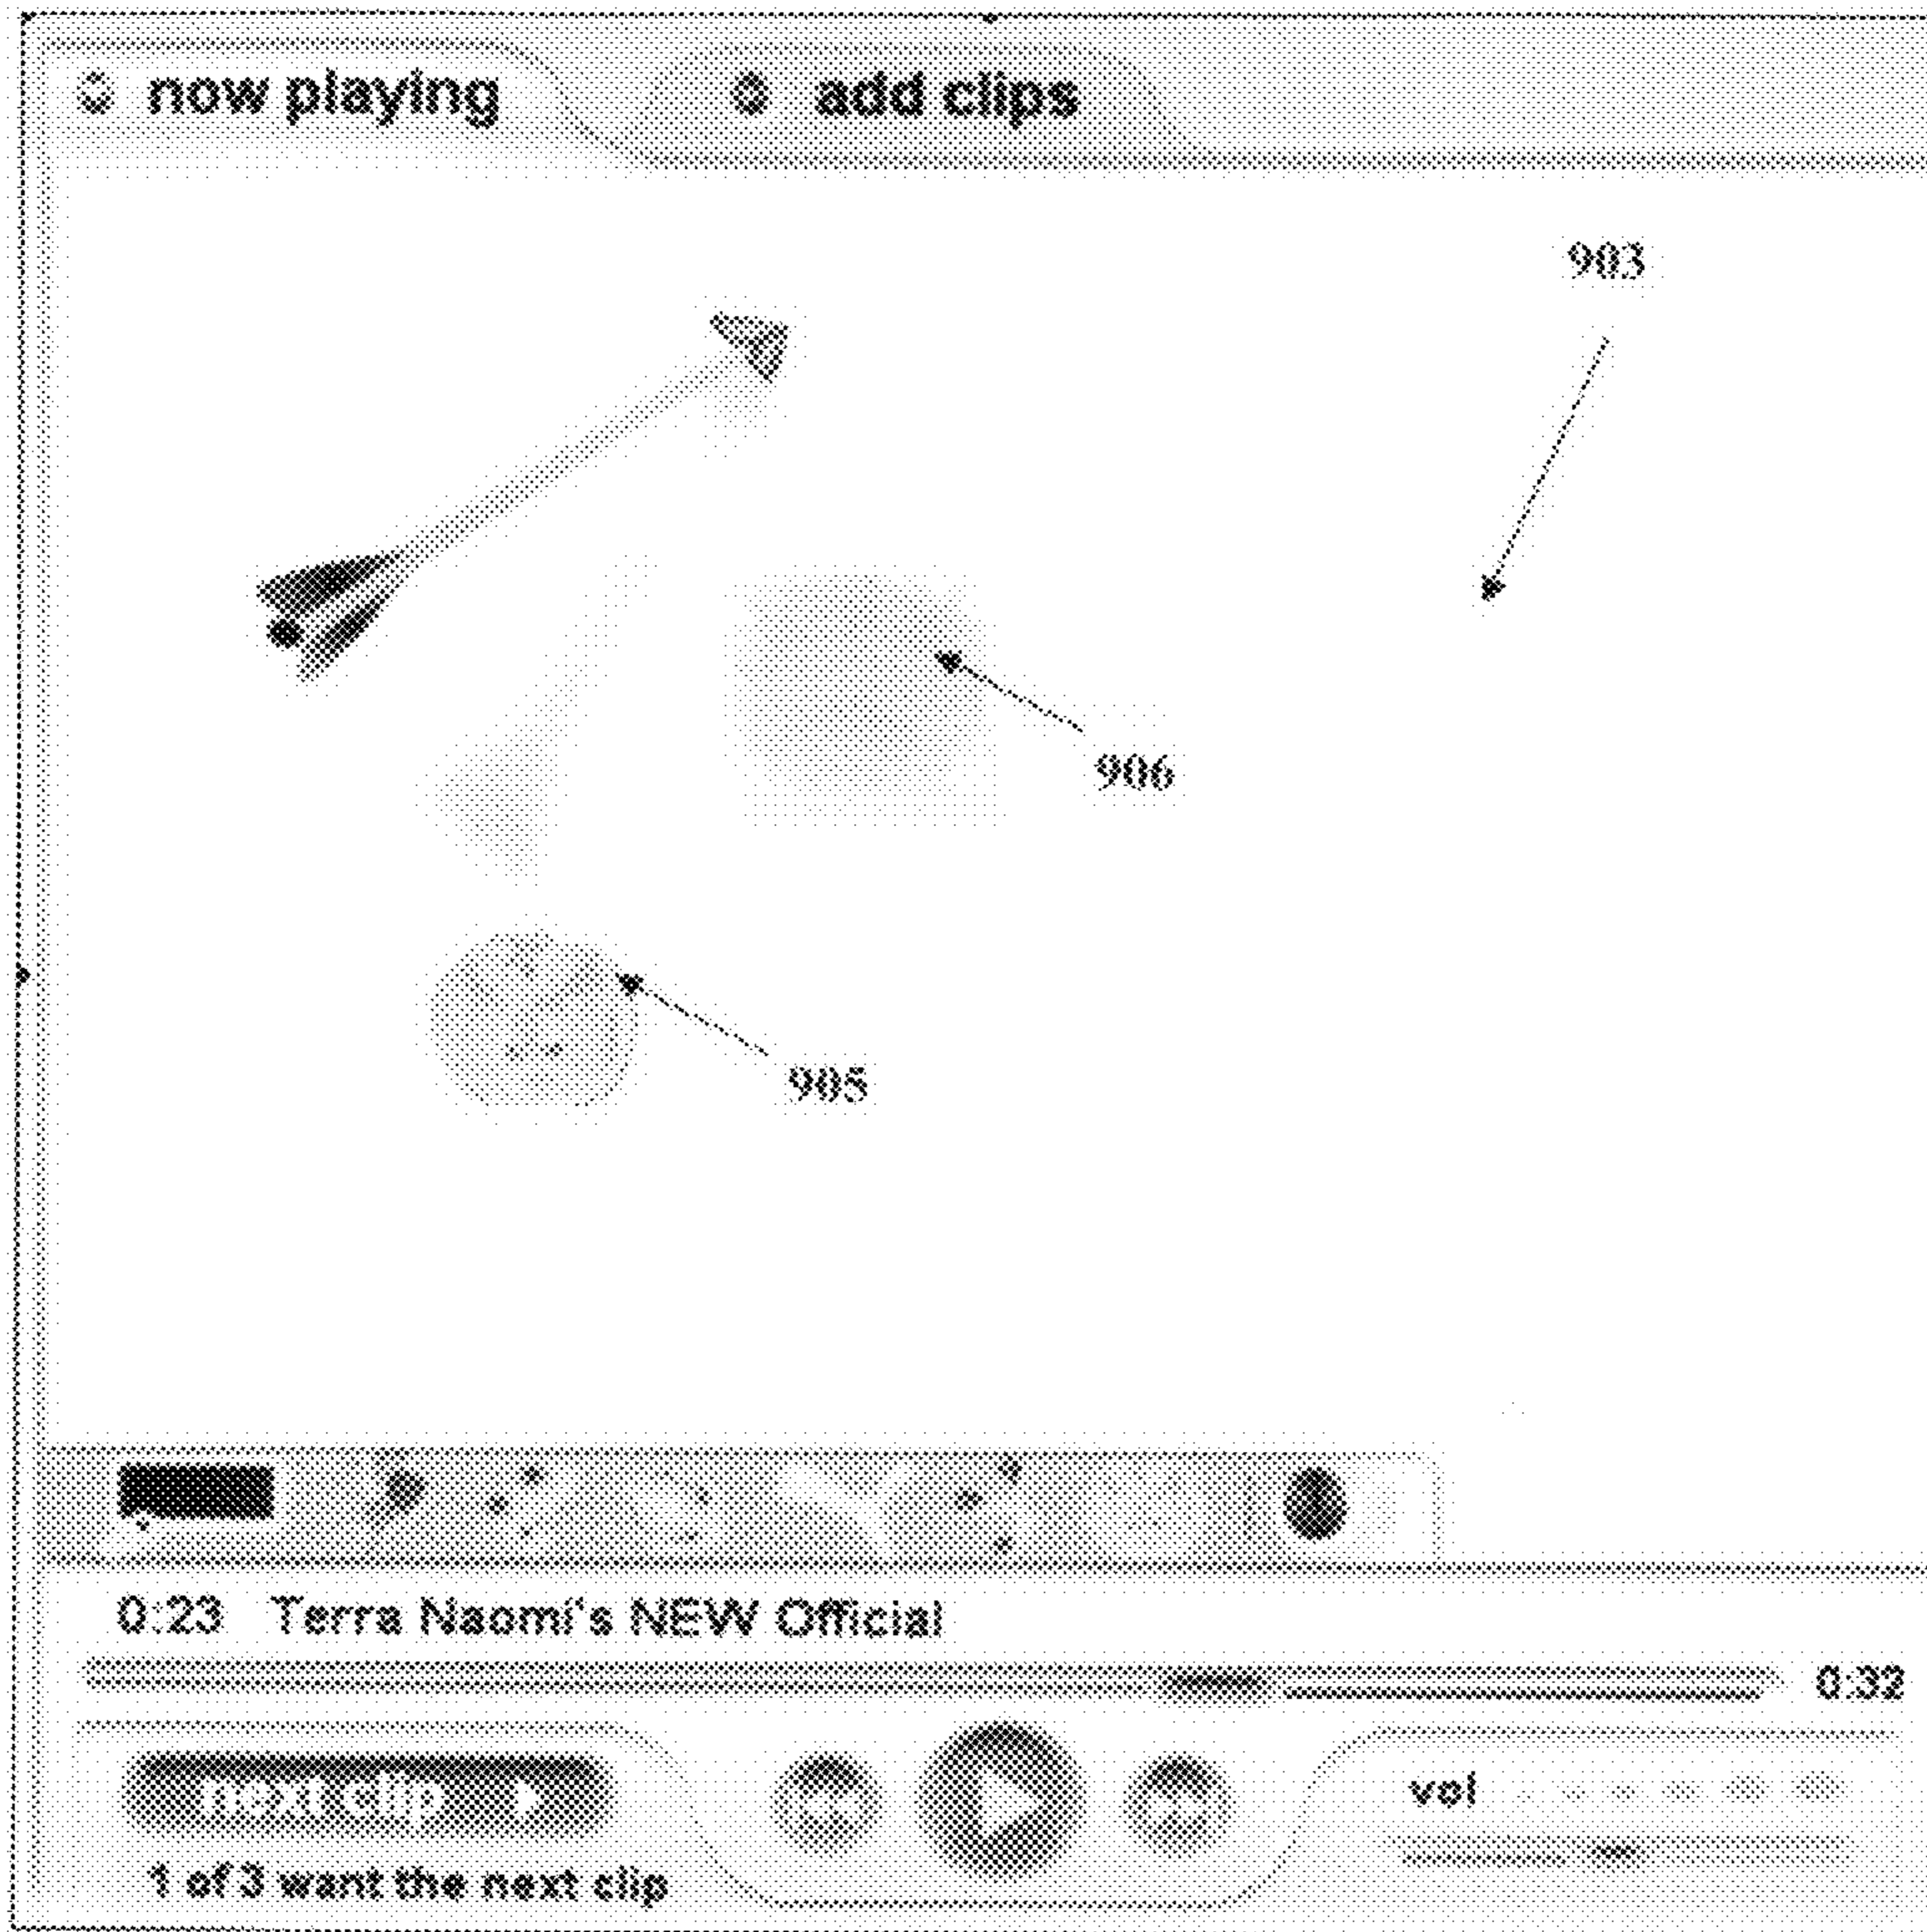 now playing
add clips
903
906
905
0:23 Terra Naomi's NEW Official
0:32
next clip
vol
1 of 3 want the next clip